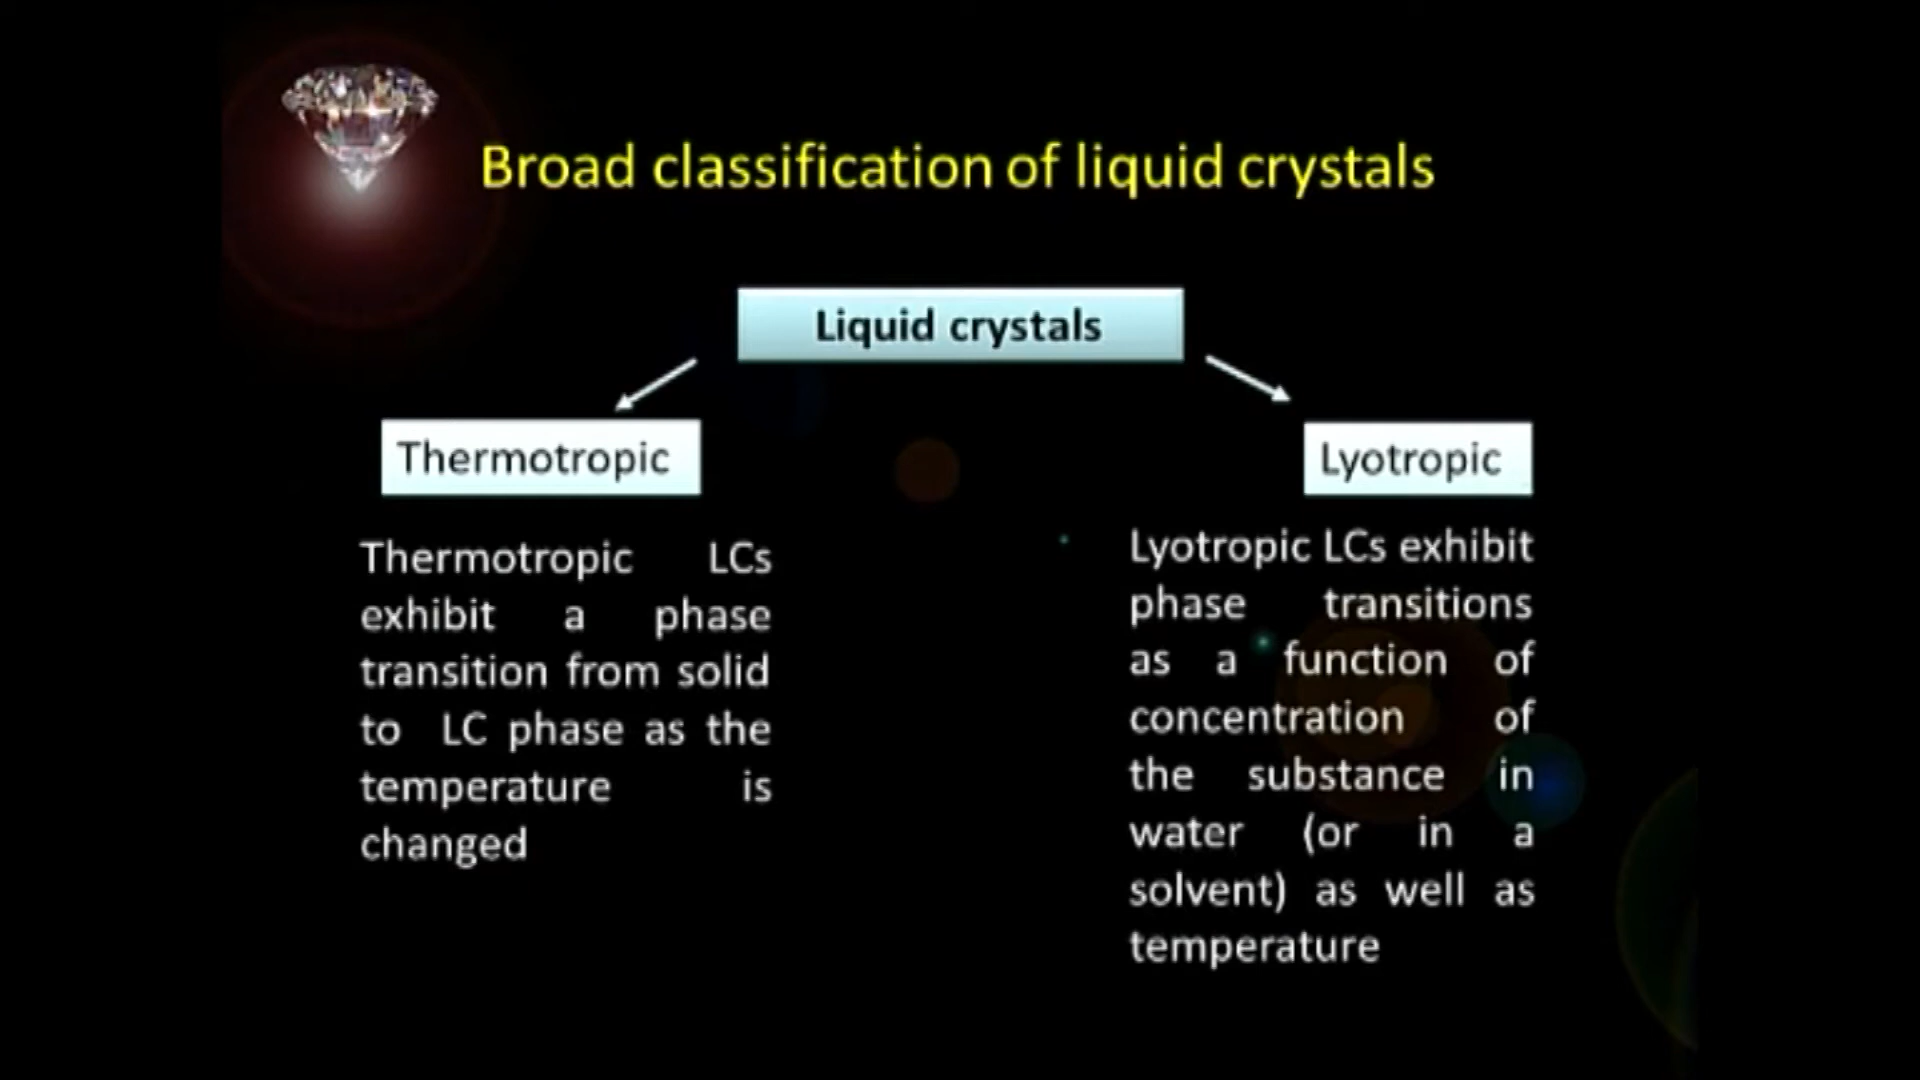 Broad classification of liquid crystals
Liquid crystals
Thermotropic
Lyotropic
Thermotropic LCs
exhibit a phase
transition from solid
to LC phase as the
temperature is
changed
Lyotropic LCs exhibit
phase transitions
as a function of
concentration of
the substance in
water (or in a
solvent) as well as
temperature